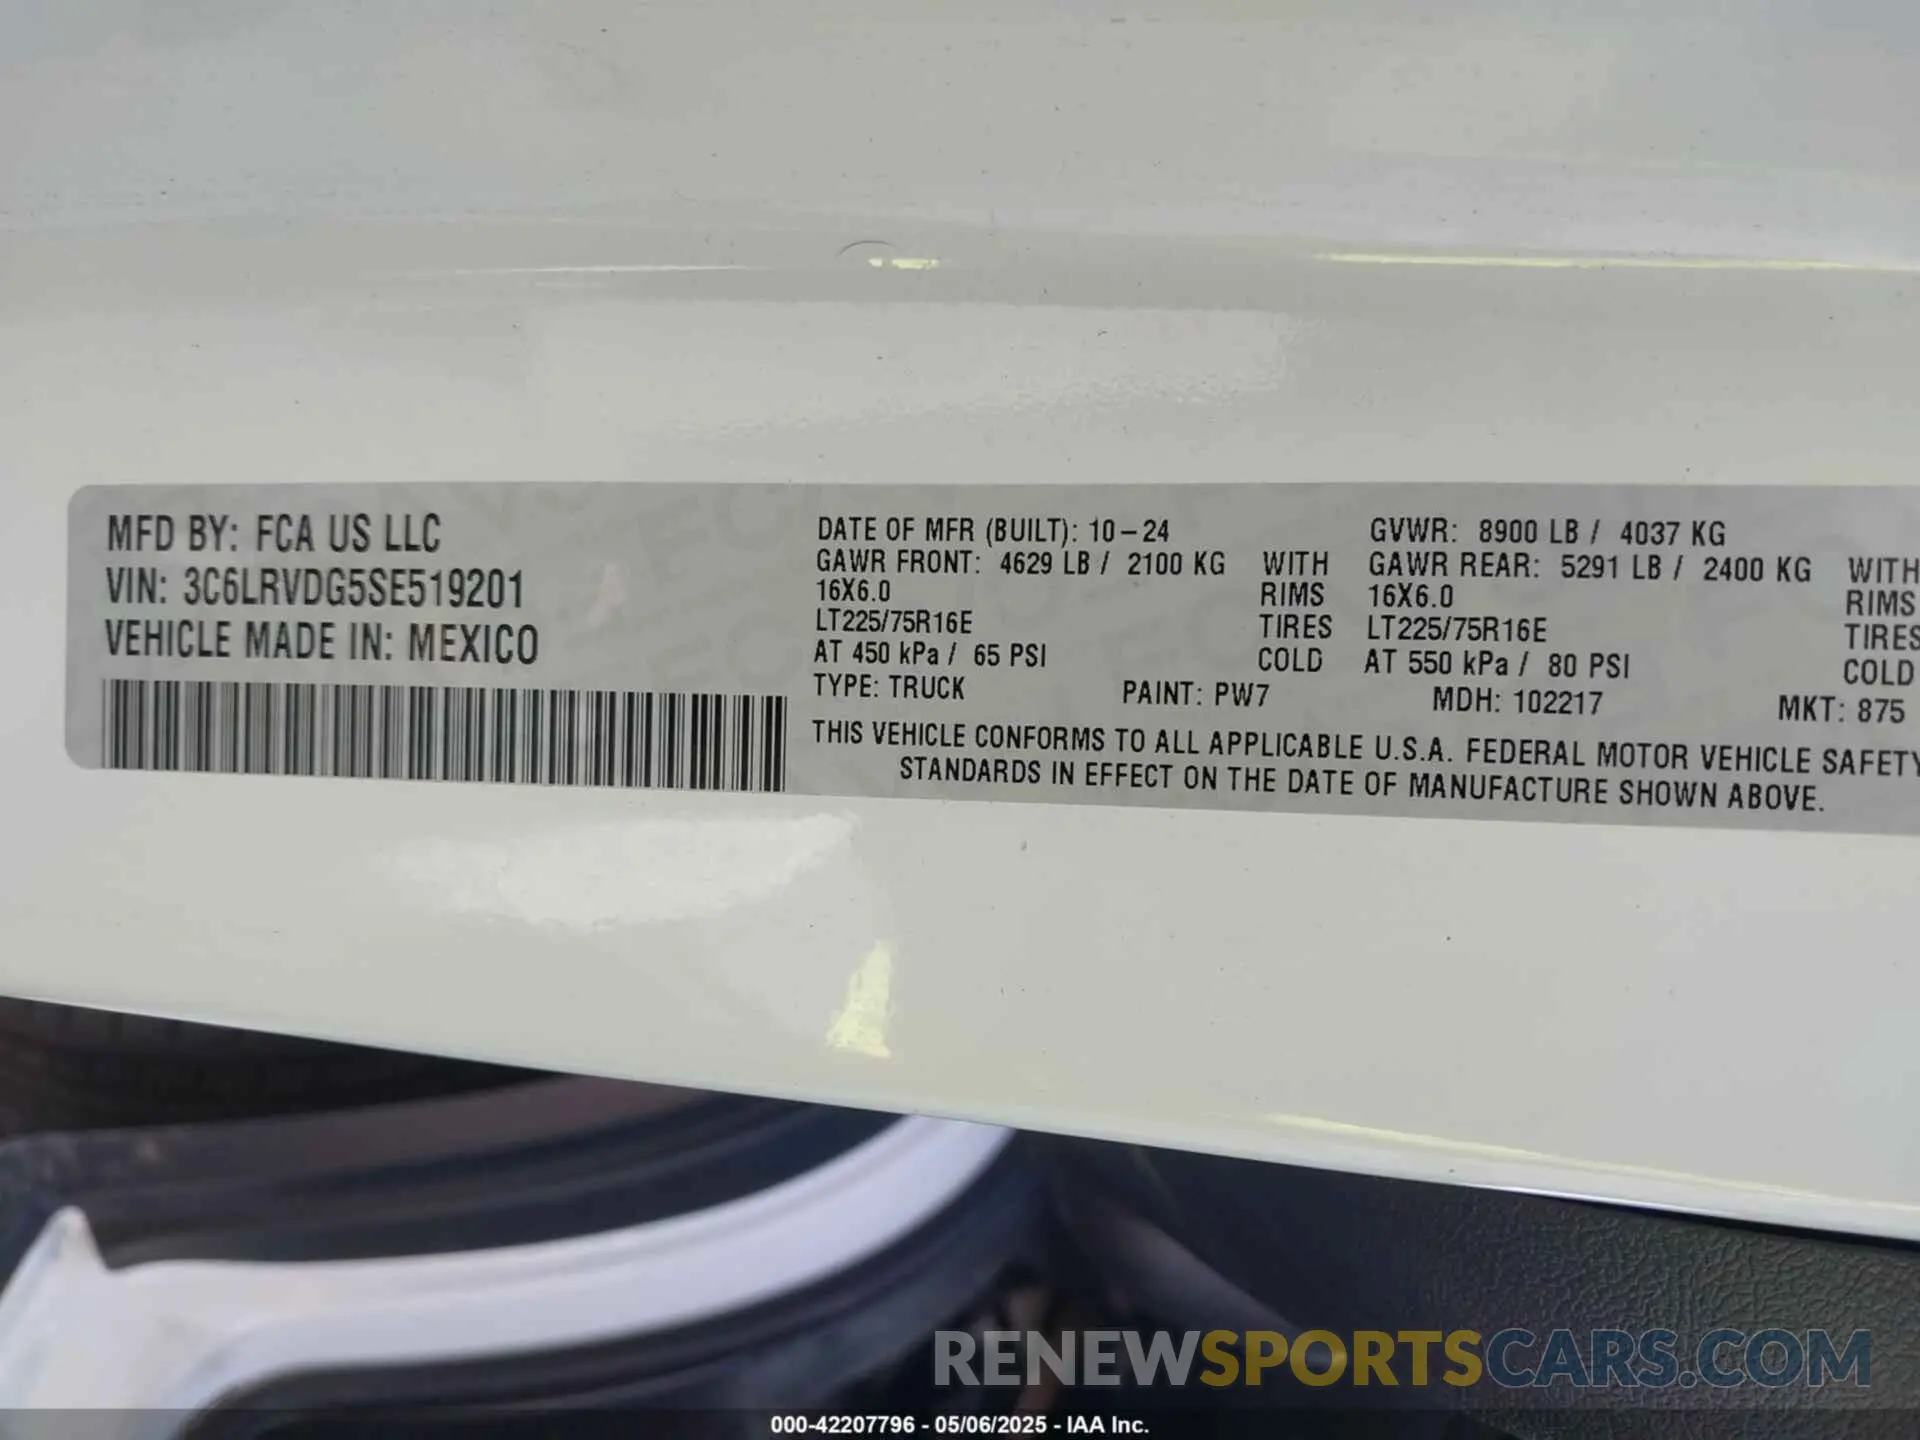 MFD BY: FCA US LLC
VIN: 3C6LRVDG5SE519201
VEHICLE MADE IN: MEXICO
DATE OF MFR (BUILT): 10-24
GVWR: 8900 LB / 4037 KG
GAWR FRONT: 4629 LB / 2100 KG WITH
16X6.0 RIMS
LT225/75R16E TIRES
AT 450 kPa / 65 PSI COLD
GAWR REAR: 5291 LB / 2400 KG WITH
16X6.0 RIMS
LT225/75R16E TIRES
AT 550 kPa / 80 PSI COLD
TYPE: TRUCK PAINT: PW7 MDH: 102217 MKT: 875
THIS VEHICLE CONFORMS TO ALL APPLICABLE U.S.A. FEDERAL MOTOR VEHICLE SAFETY
STANDARDS IN EFFECT ON THE DATE OF MANUFACTURE SHOWN ABOVE.
RENEWSPORTSCARS.COM
000-42207796 - 05/06/2025 - IAA Inc.